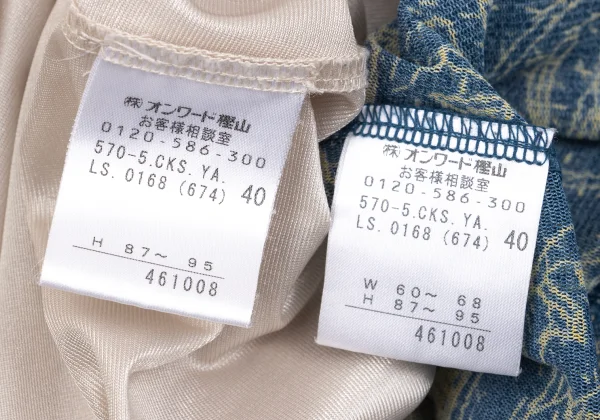 (株)オンワード樫山
お客様相談室
0120-586-300
570-5.CKS.YA.
LS. 0168 (674) 40
H 87～ 95
461008
(株)オンワード樫山
お客様相談室
0120-586-300
570-5.CKS.YA.
LS. 0168 (674) 40
W 60～ 68
H 87～ 95
461008